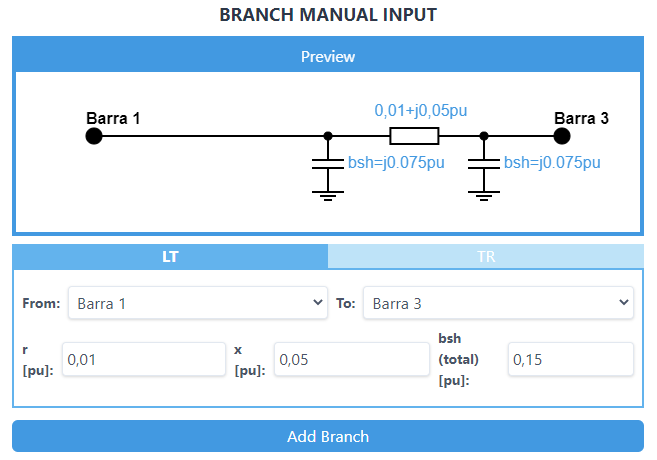 BRANCH MANUAL INPUT
Preview
0,01+j0,05pu
Barra 1
Barra 3
bsh=j0.075pu
bsh=j0.075pu
LT
TR
From:
Barra 1
To:
Barra 3
r [pu]:
0,01
x [pu]:
0,05
bsh (total) [pu]:
0,15
Add Branch